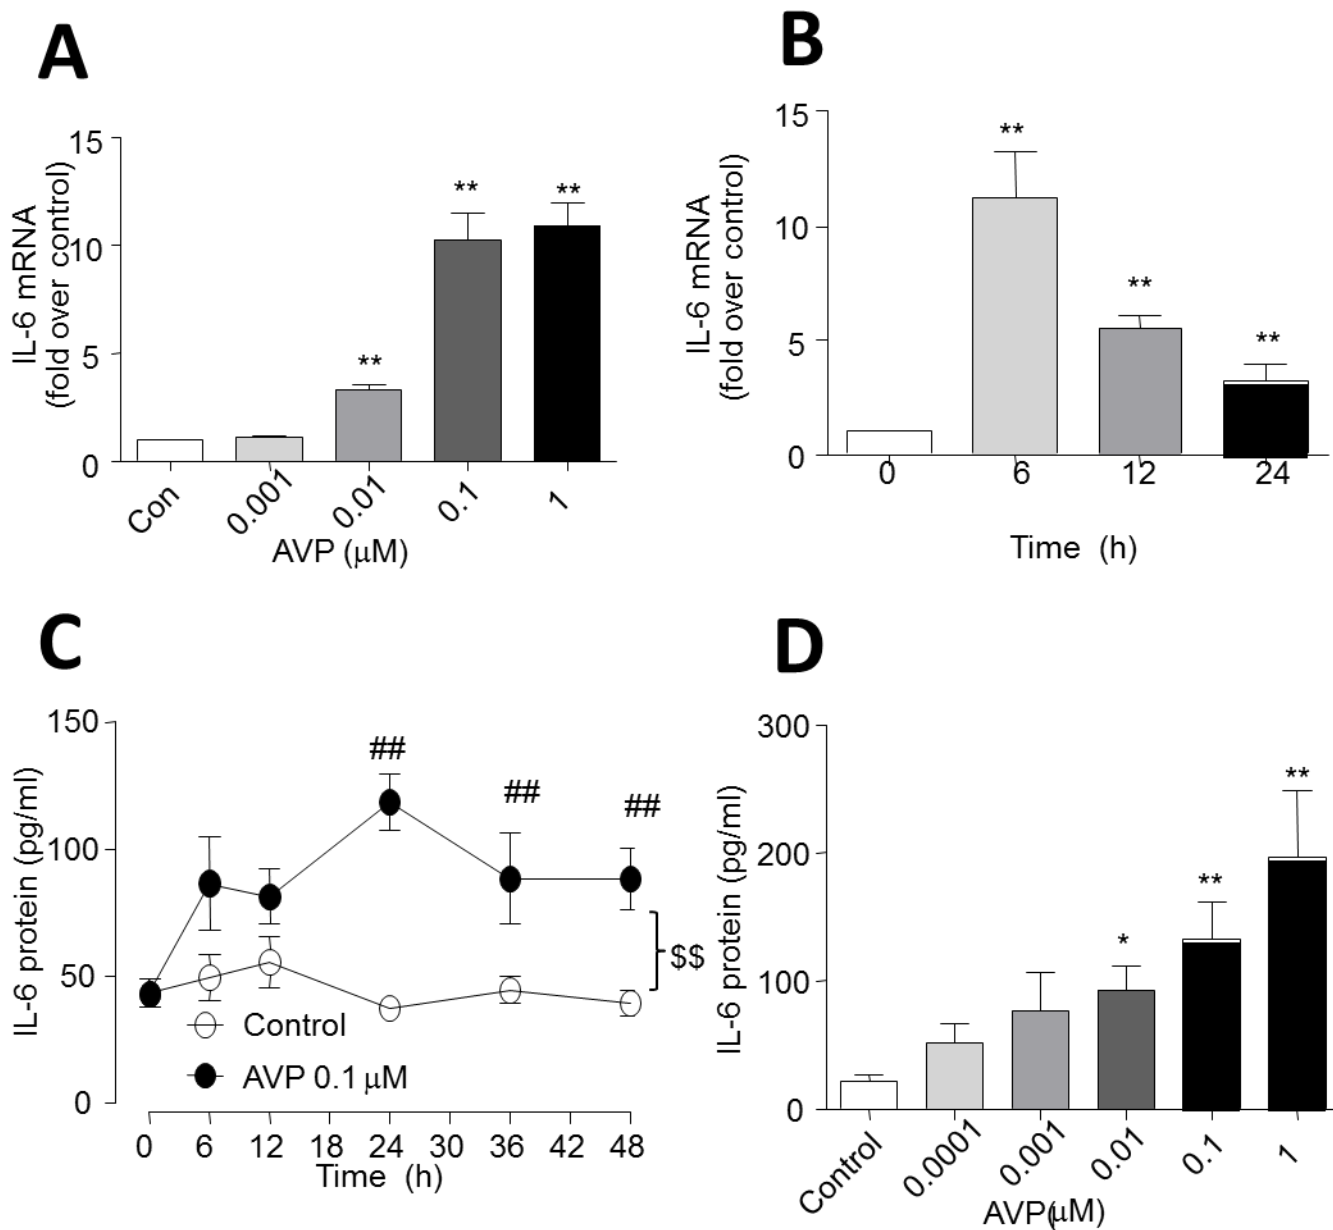 A
IL-6 mRNA
(fold over control)
15
10
5
0
**
**
**
Con
0.001
0.01
0.1
1
AVP (μM)
B
IL-6 mRNA
(fold over control)
15
10
5
0
**
**
**
0
6
12
24
Time (h)
C
IL-6 protein (pg/ml)
150
100
50
0
##
##
##
$$
Control
AVP 0.1 μM
0 6 12 18 24 30 36 42 48
Time (h)
D
IL-6 protein (pg/ml)
300
200
100
0
*
**
**
Control
0.0001
0.001
0.01
0.1
1
AVP(μM)